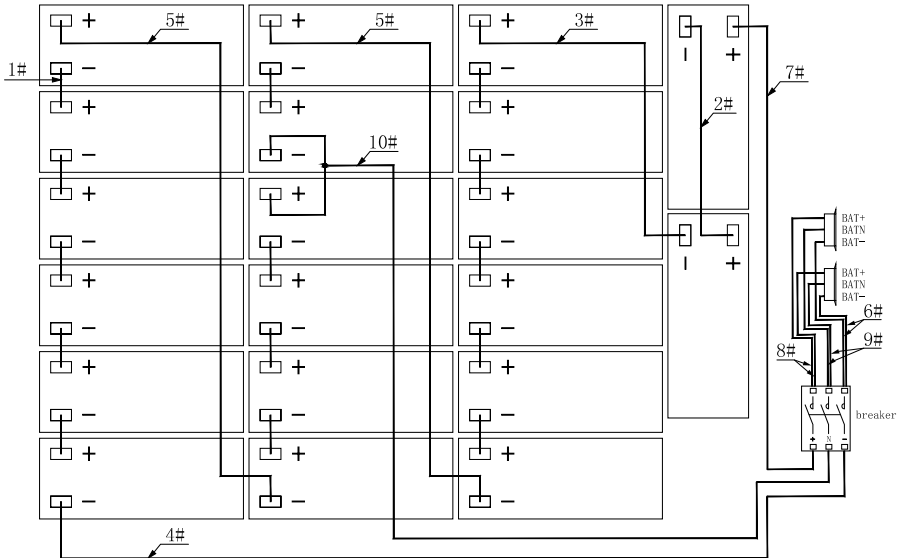 5# 5# 3#
+ + + + −
1# − − − − + 7#
+ + + 2#
− − 10# −
+ + +
BAT+
BATN
− − − − + BAT−
+ + + BAT+
BATN
BAT−
6#
− − − 9#
8#
+ + +
− − − breaker
+ N −
+ + +
− − −
4#